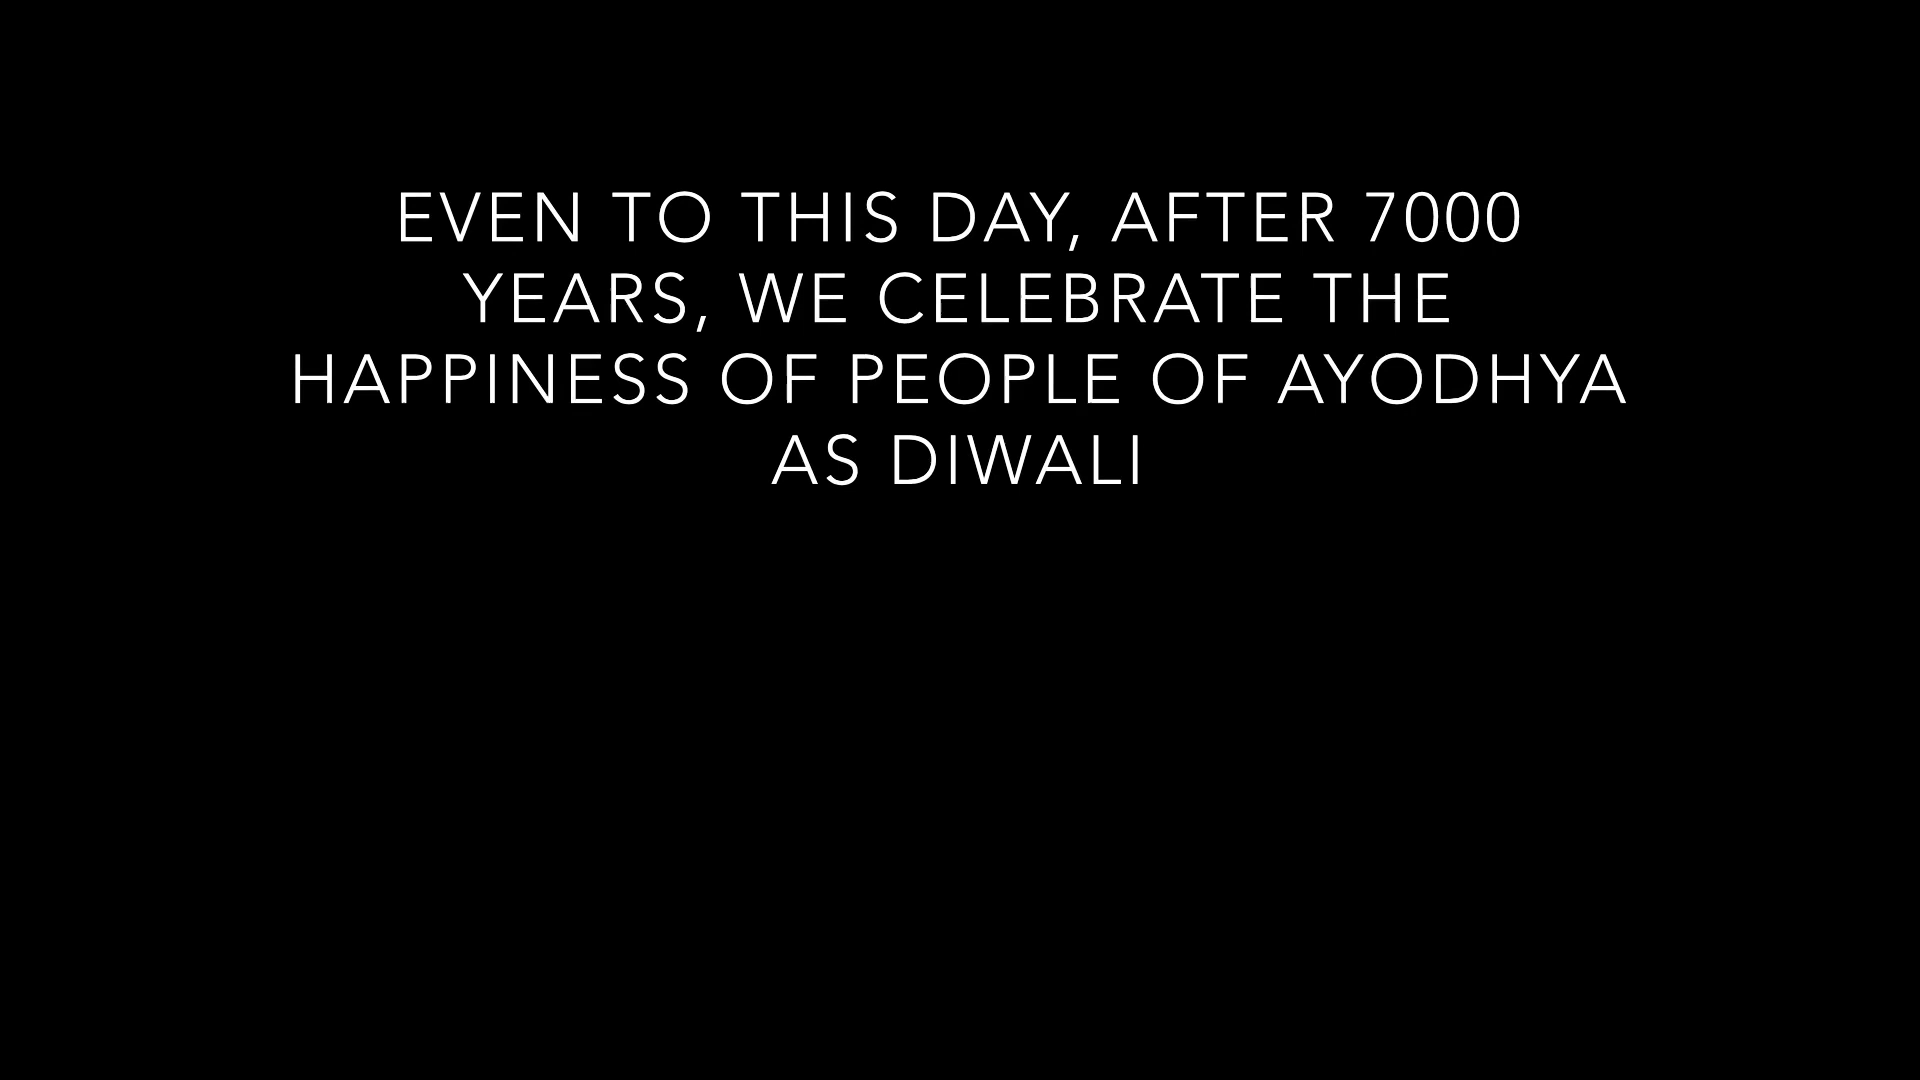 EVEN TO THIS DAY, AFTER 7000
YEARS, WE CELEBRATE THE
HAPPINESS OF PEOPLE OF AYODHYA
AS DIWALI